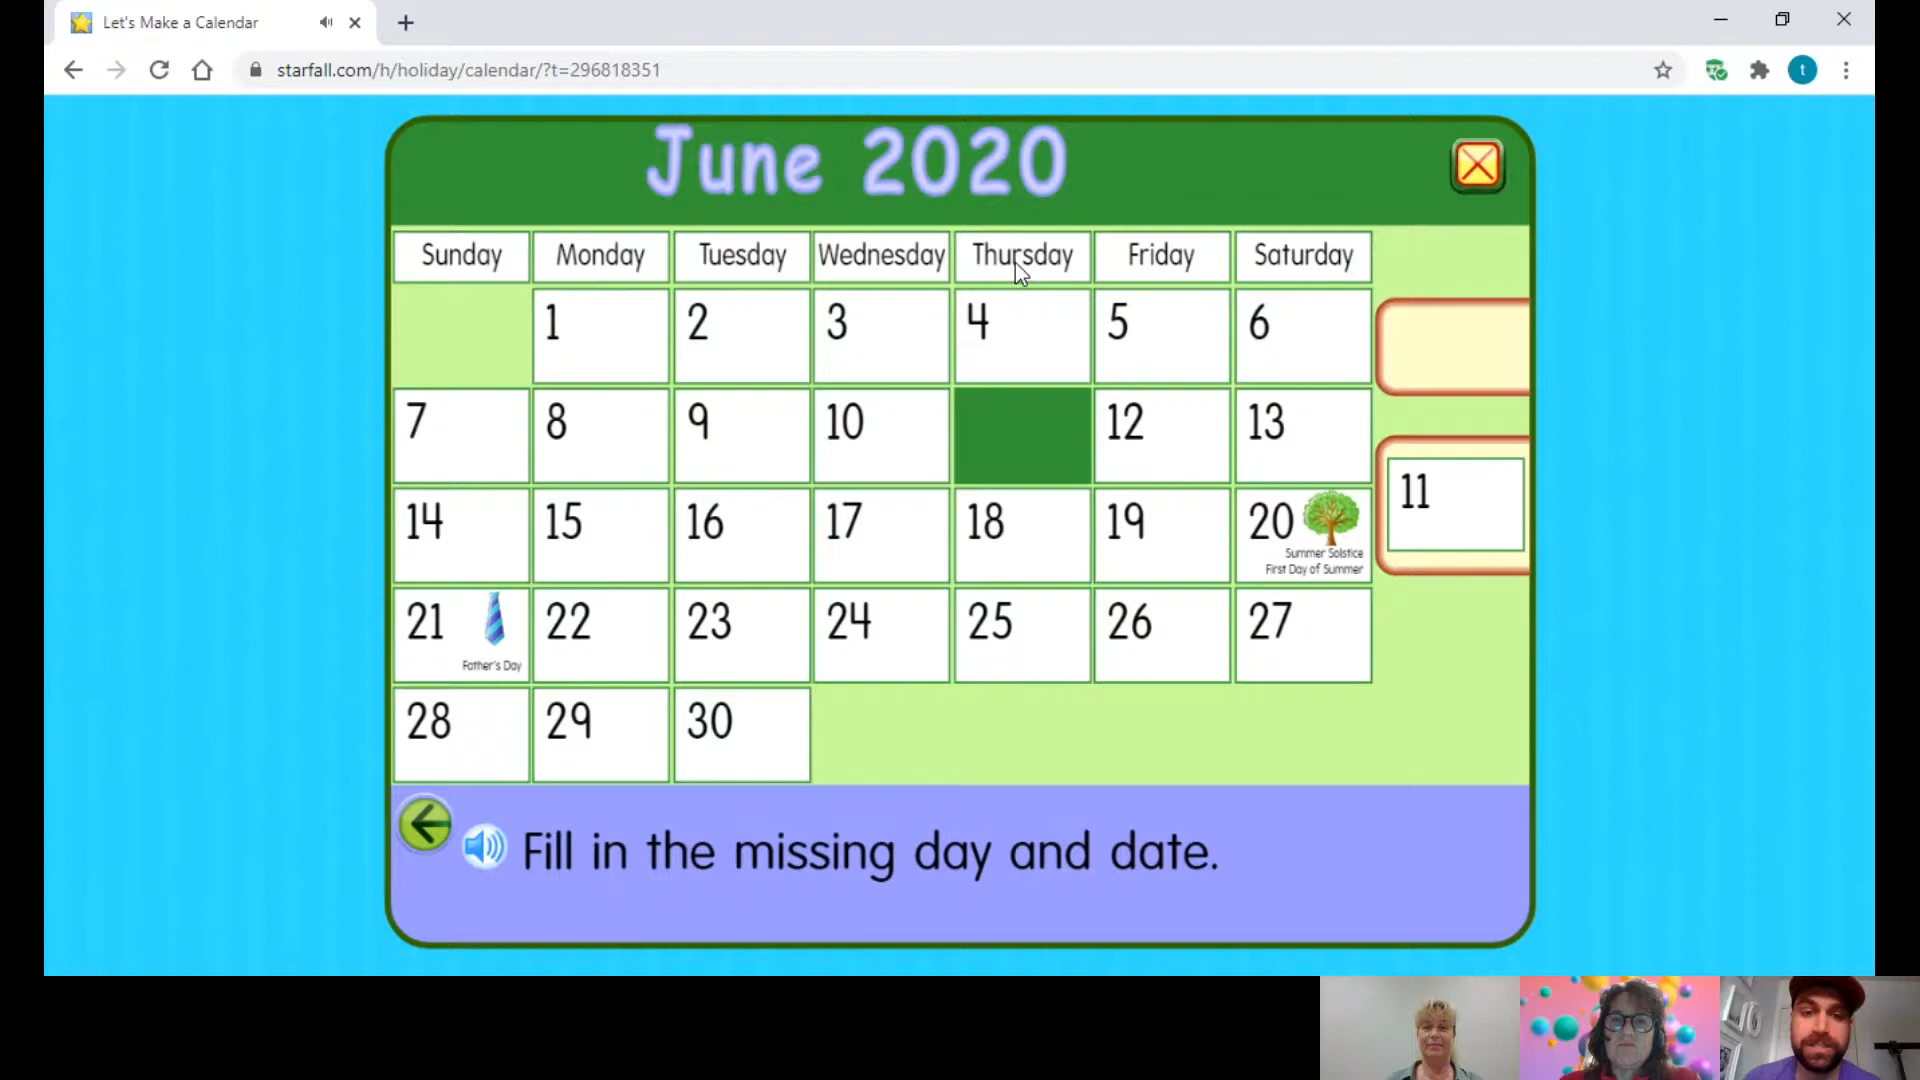 Let's Make a Calendar
starfall.com/h/holiday/calendar/?t=296818351
t
June 2020
Sunday Monday Tuesday Wednesday Thursday Friday Saturday
1 2 3 4 5 6
7 8 9 10 12 13
11
14 15 16 17 18 19 20
Summer Solstice
First Day of Summer
21 22 23 24 25 26 27
Father's Day
28 29 30
Fill in the missing day and date.